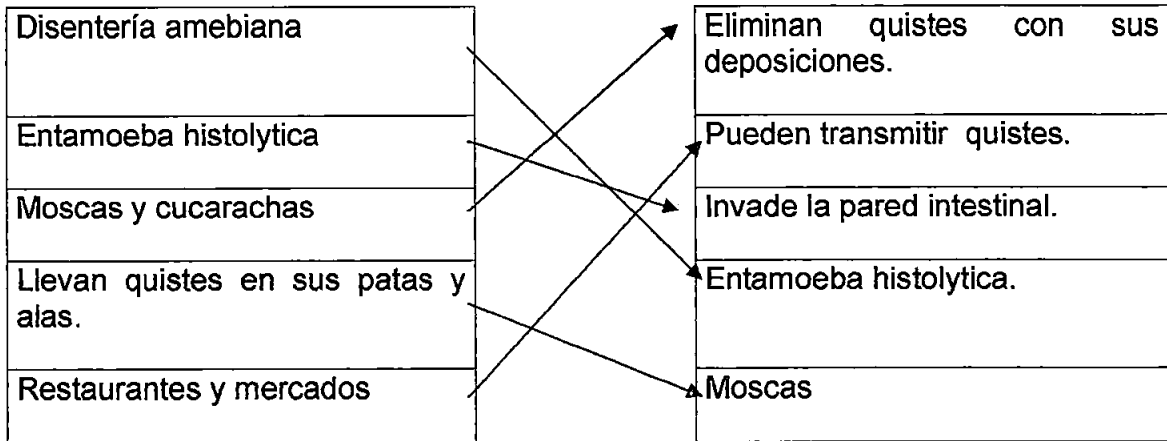 Disentería amebiana
Entamoeba histolytica
Moscas y cucarachas
Llevan quistes en sus patas y
alas.
Restaurantes y mercados
Eliminan quistes con sus
deposiciones.
Pueden transmitir quistes.
Invade la pared intestinal.
Entamoeba histolytica.
Moscas